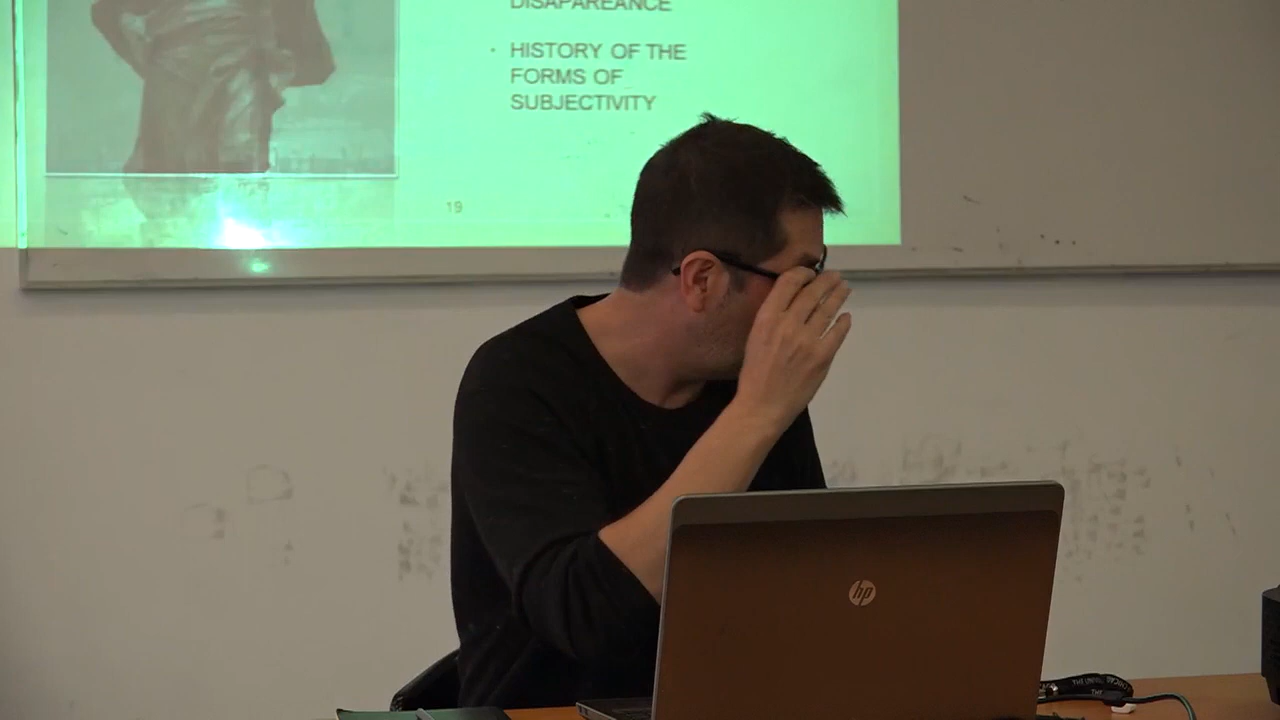 DISAPAREANCE
· HISTORY OF THE
FORMS OF
SUBJECTIVITY
19
hp